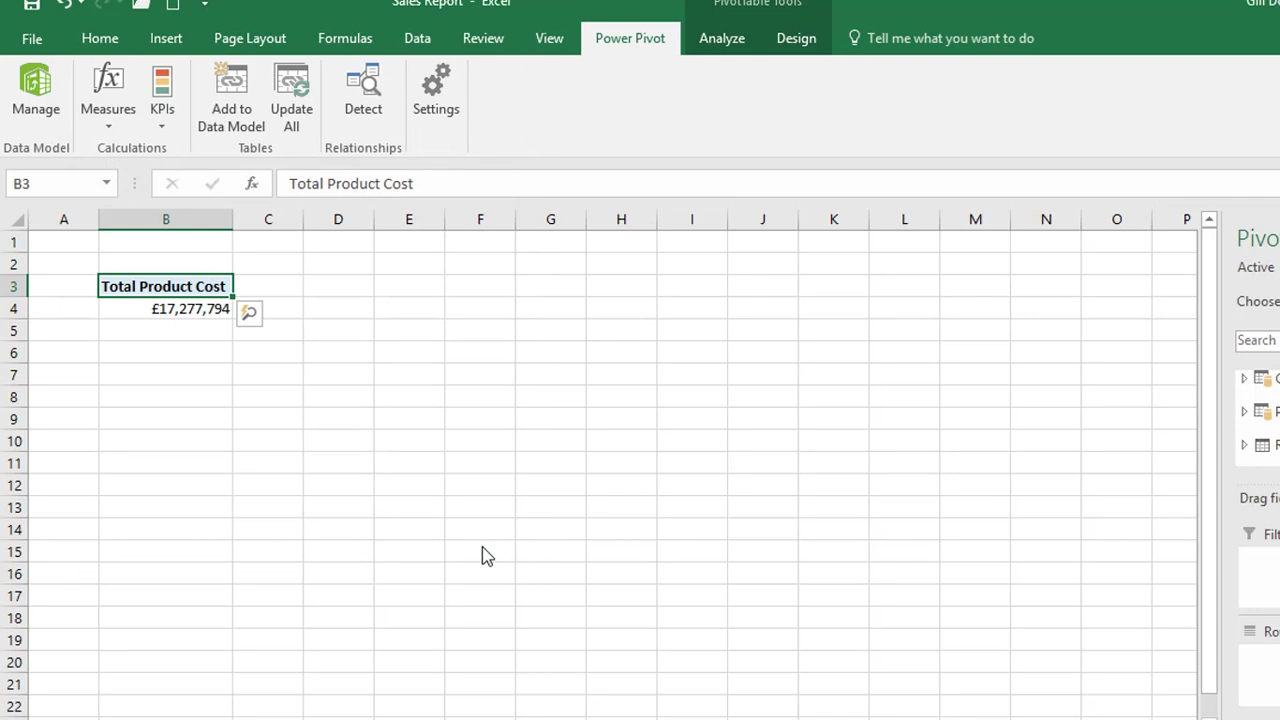 Sales Report - Excel
PivotTable Tools
File Home Insert Page Layout Formulas Data Review View Power Pivot Analyze Design Tell me what you want to do
Manage
Measures
KPIs
Add to
Data Model
Update
All
Detect
Settings
Data Model Calculations Tables Relationships
B3 fx Total Product Cost
A B C D E F G H I J K L M N O P
1
2
3 Total Product Cost
4 £17,277,794
5
6
7
8
9
10
11
12
13
14
15
16
17
18
19
20
21
22
Pivo
Active
Choose
Search
Drag fi
Filt
Ro